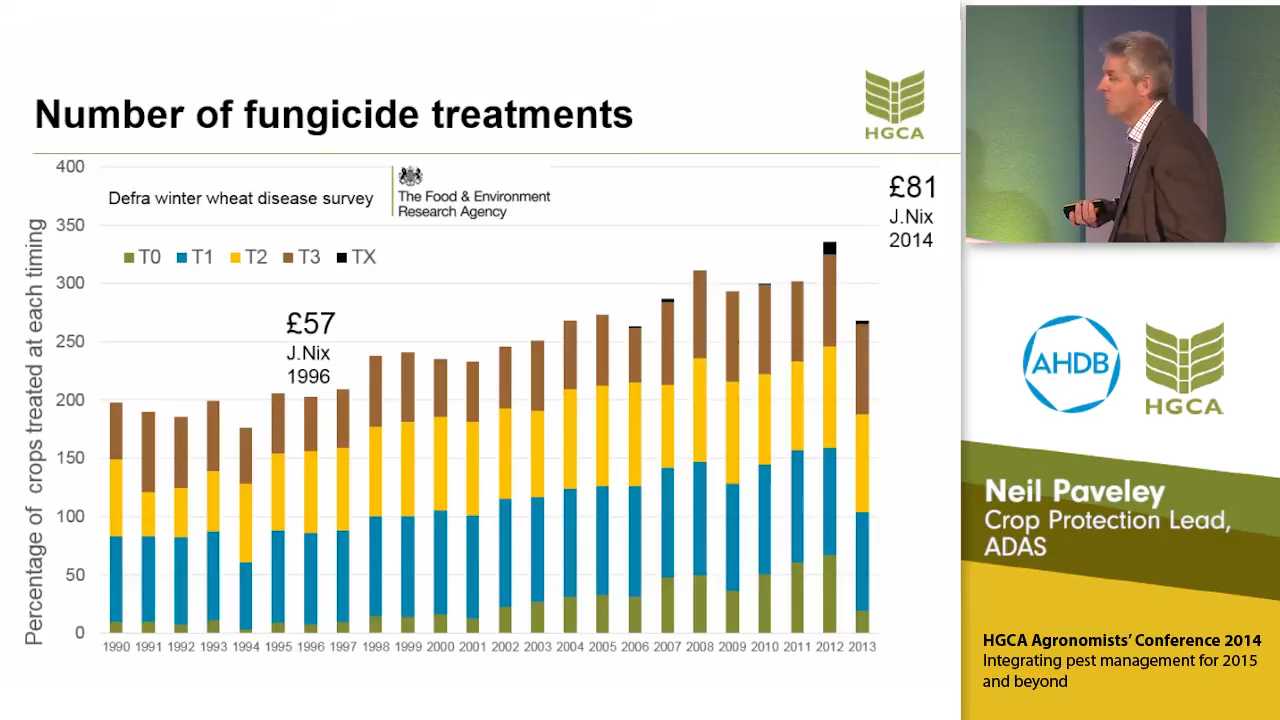 Number of fungicide treatments
HGCA
400
350
300
250
200
150
100
50
0
Percentage of crops treated at each timing
Defra winter wheat disease survey
The Food & Environment
Research Agency
T0 T1 T2 T3 TX
£57
J.Nix
1996
£81
J.Nix
2014
1990 1991 1992 1993 1994 1995 1996 1997 1998 1999 2000 2001 2002 2003 2004 2005 2006 2007 2008 2009 2010 2011 2012 2013
AHDB
HGCA
Neil Paveley
Crop Protection Lead,
ADAS
HGCA Agronomists' Conference 2014
Integrating pest management for 2015
and beyond